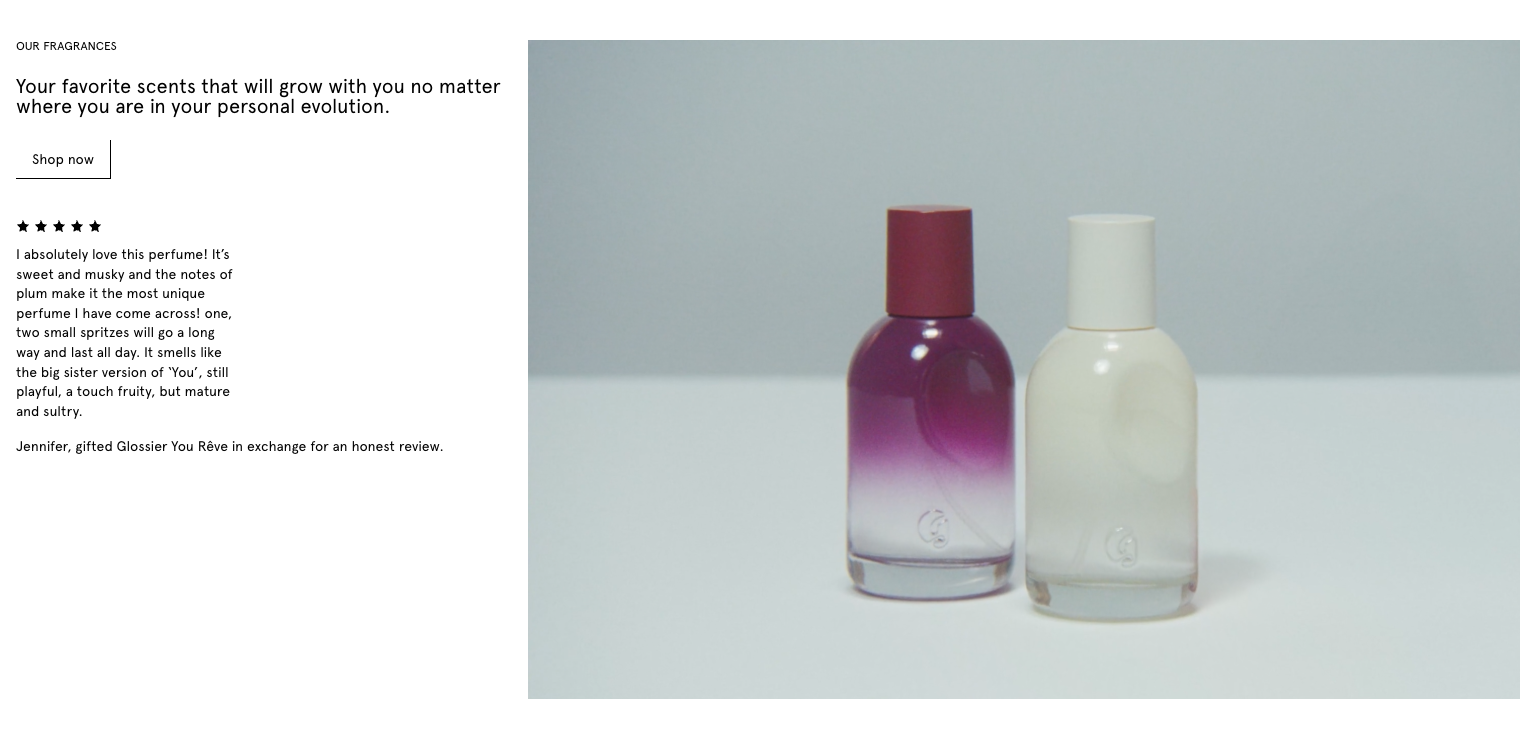 OUR FRAGRANCES
Your favorite scents that will grow with you no matter
where you are in your personal evolution.
Shop now
I absolutely love this perfume! It’s
sweet and musky and the notes of
plum make it the most unique
perfume I have come across! one,
two small spritzes will go a long
way and last all day. It smells like
the big sister version of ‘You’, still
playful, a touch fruity, but mature
and sultry.
Jennifer, gifted Glossier You Rêve in exchange for an honest review.
G
G